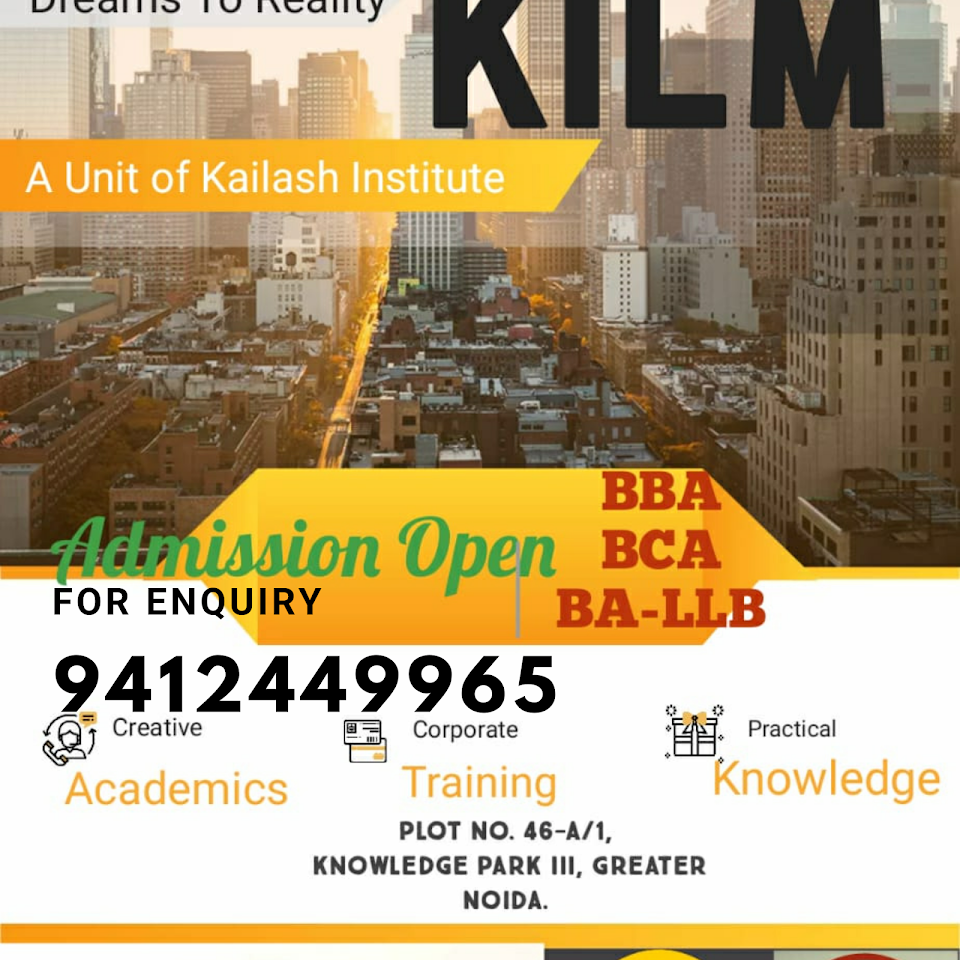 Dreams To Reality
KILM
A Unit of Kailash Institute
BBA
BCA
BA-LLB
Admission Open
FOR ENQUIRY
9412449965
Creative
Academics
Corporate
Training
Practical
Knowledge
PLOT NO. 46-A/1,
KNOWLEDGE PARK III, GREATER
NOIDA.